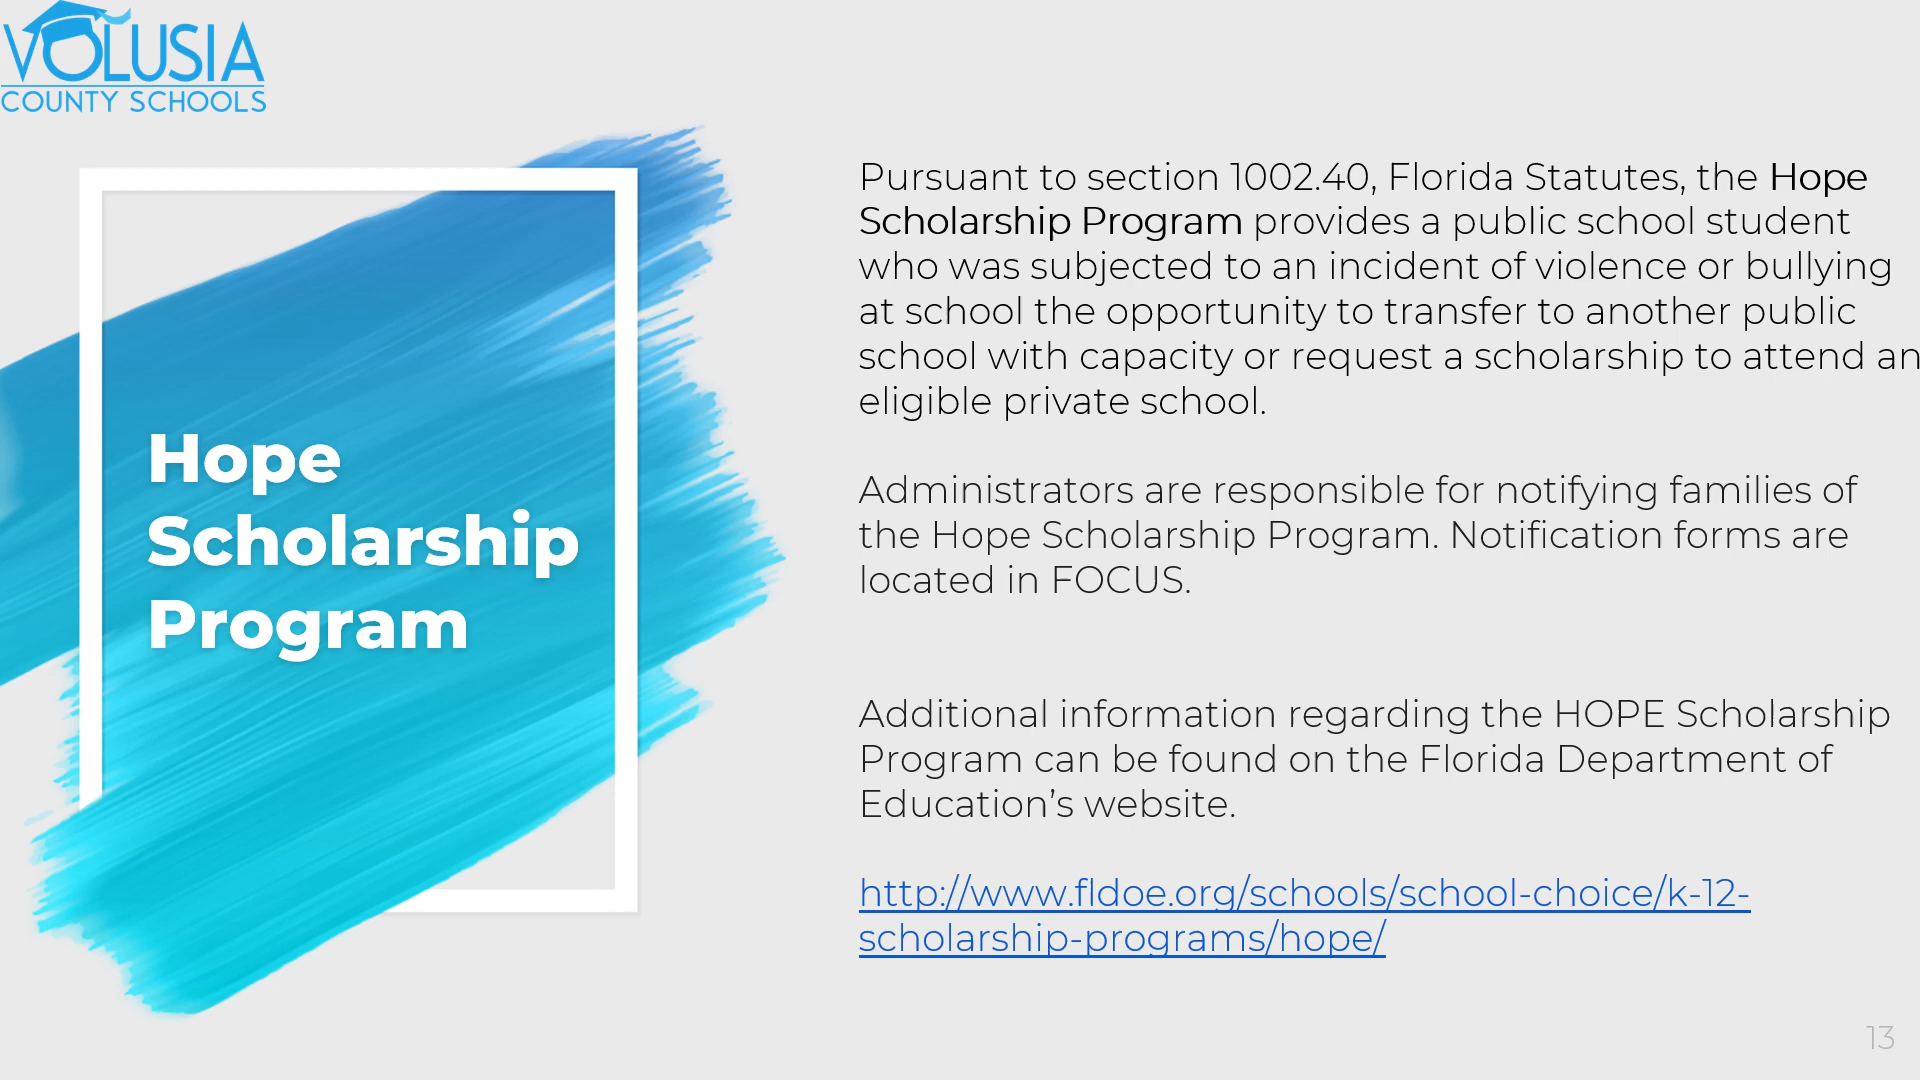 VOLUSIA
COUNTY SCHOOLS
Hope
Scholarship
Program
Pursuant to section 1002.40, Florida Statutes, the Hope
Scholarship Program provides a public school student
who was subjected to an incident of violence or bullying
at school the opportunity to transfer to another public
school with capacity or request a scholarship to attend an
eligible private school.
Administrators are responsible for notifying families of
the Hope Scholarship Program. Notification forms are
located in FOCUS.
Additional information regarding the HOPE Scholarship
Program can be found on the Florida Department of
Education’s website.
http://www.fldoe.org/schools/school-choice/k-12-
scholarship-programs/hope/
13